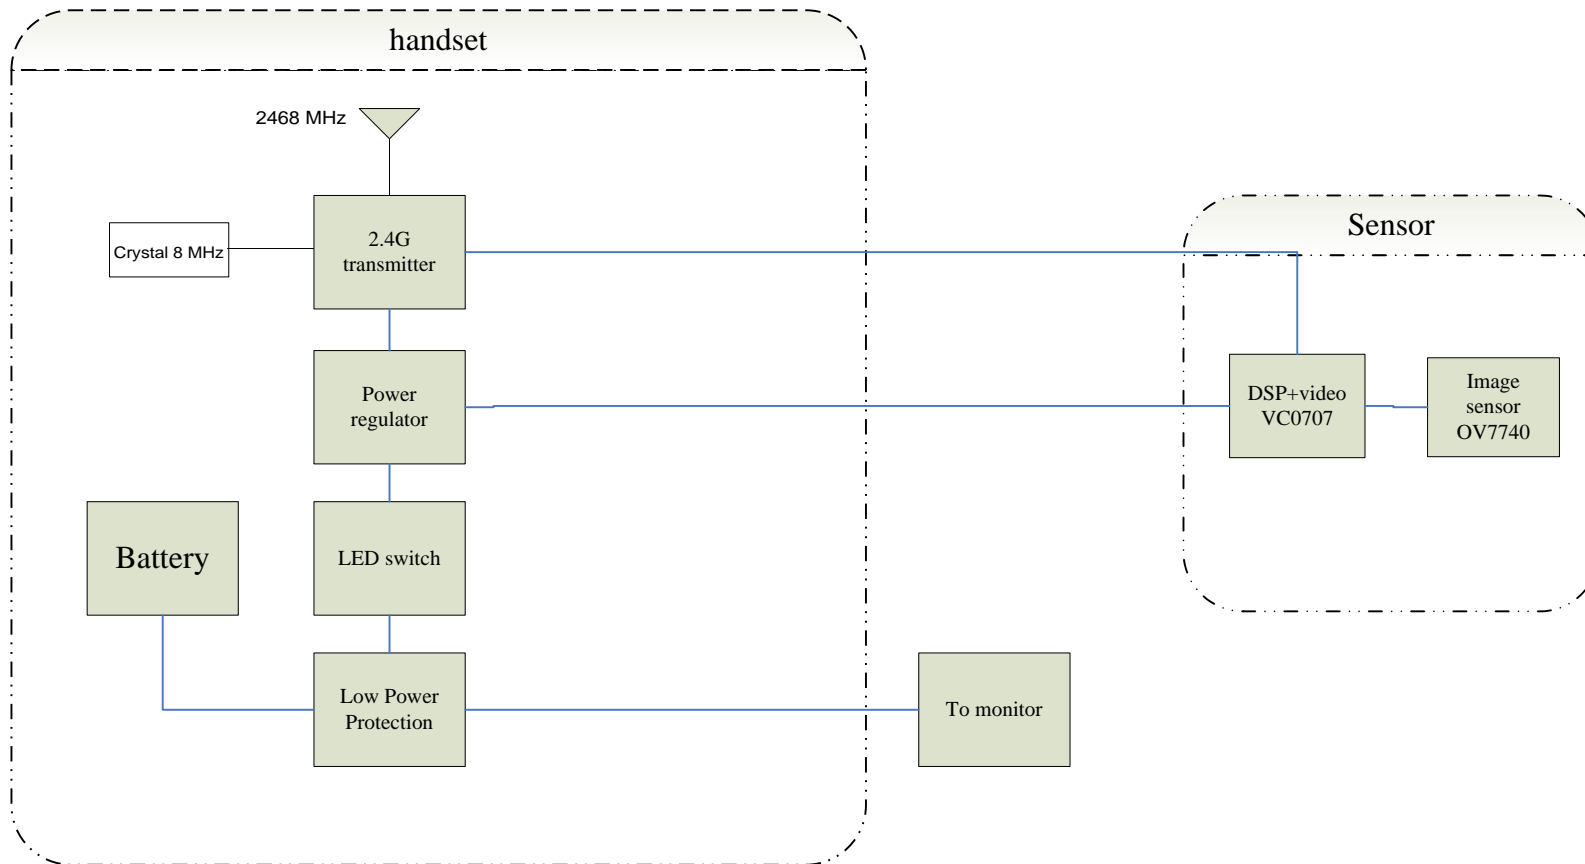 handset
2468 MHz
Crystal 8 MHz
2.4G
transmitter
Sensor
Power
regulator
DSP+video
VC0707
Image
sensor
OV7740
Battery
LED switch
Low Power
Protection
To monitor